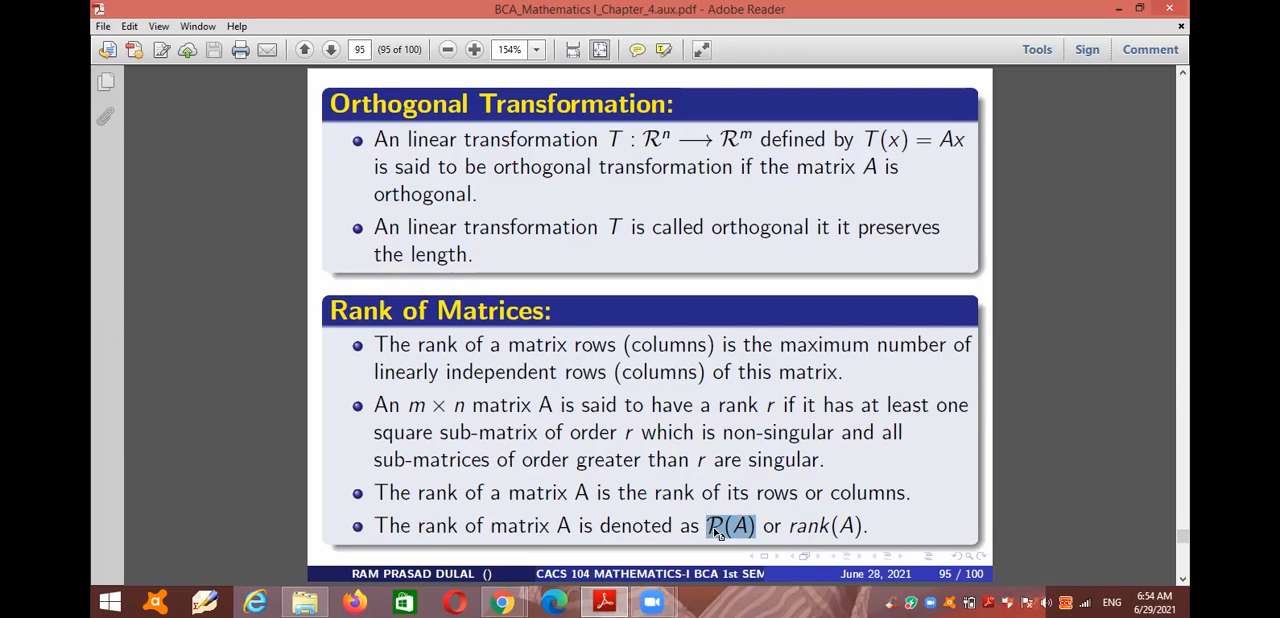 BCA_Mathematics I_Chapter_4.aux.pdf - Adobe Reader
File Edit View Window Help
95 (95 of 100) 154% Tools Sign Comment
Orthogonal Transformation:
An linear transformation T : ℛⁿ ⟶ ℛᵐ defined by T(x) = Ax
is said to be orthogonal transformation if the matrix A is
orthogonal.
An linear transformation T is called orthogonal it it preserves
the length.
Rank of Matrices:
The rank of a matrix rows (columns) is the maximum number of
linearly independent rows (columns) of this matrix.
An m × n matrix A is said to have a rank r if it has at least one
square sub-matrix of order r which is non-singular and all
sub-matrices of order greater than r are singular.
The rank of a matrix A is the rank of its rows or columns.
The rank of matrix A is denoted as ℛ(A) or rank(A).
RAM PRASAD DULAL () CACS 104 MATHEMATICS-I BCA 1st SEM June 28, 2021 95 / 100
ENG 6:54 AM
6/29/2021